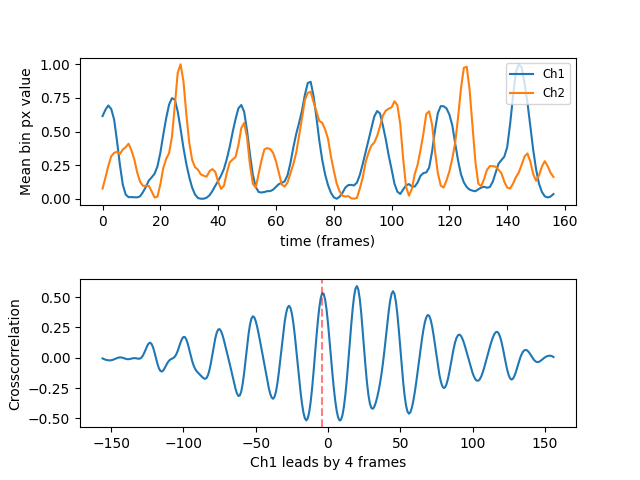 1.00
0.75
0.50
0.25
0.00
Mean bin px value
Ch1
Ch2
0 20 40 60 80 100 120 140 160
time (frames)
0.50
0.25
0.00
−0.25
−0.50
Crosscorrelation
−150 −100 −50 0 50 100 150
Ch1 leads by 4 frames